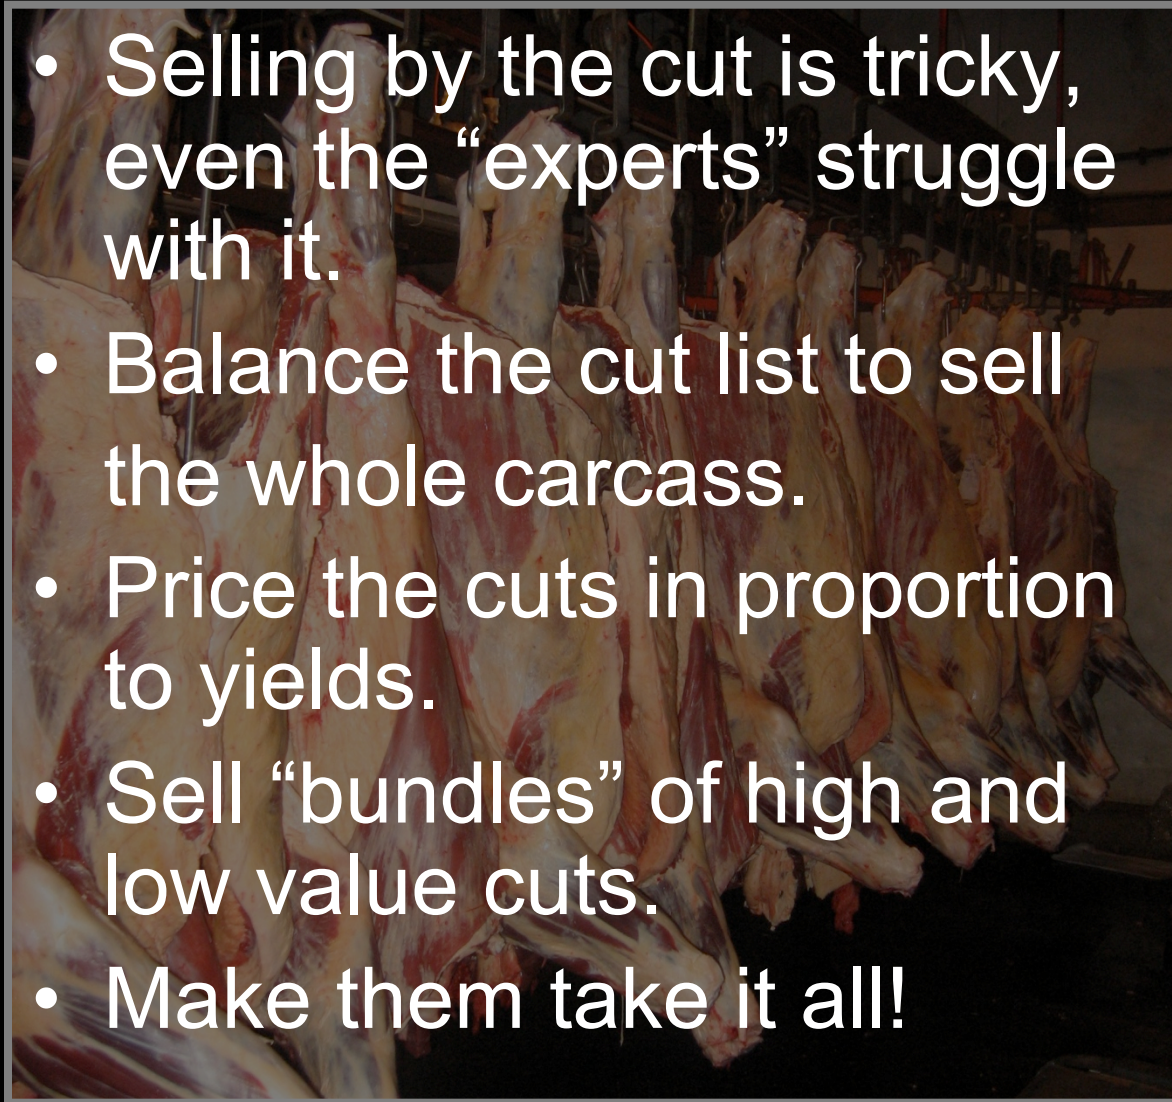 • Selling by the cut is tricky,
even the “experts” struggle
with it.
• Balance the cut list to sell
the whole carcass.
• Price the cuts in proportion
to yields.
• Sell “bundles” of high and
low value cuts.
• Make them take it all!